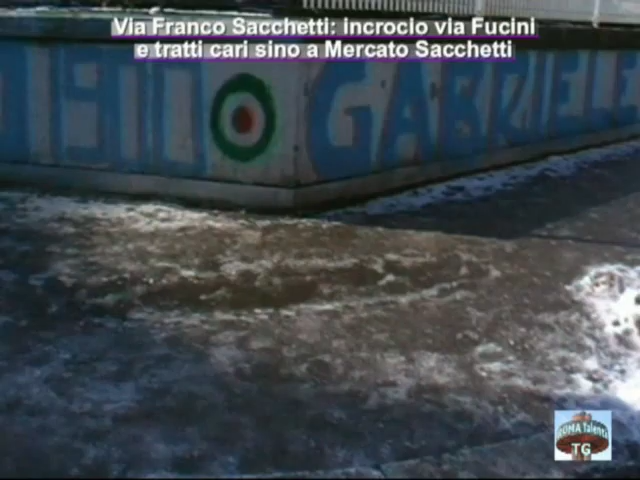 Via Franco Sacchetti: incrocio via Fucini
e tratti cari sino a Mercato Sacchetti
GABRIELE
ROMA Talenti
TG